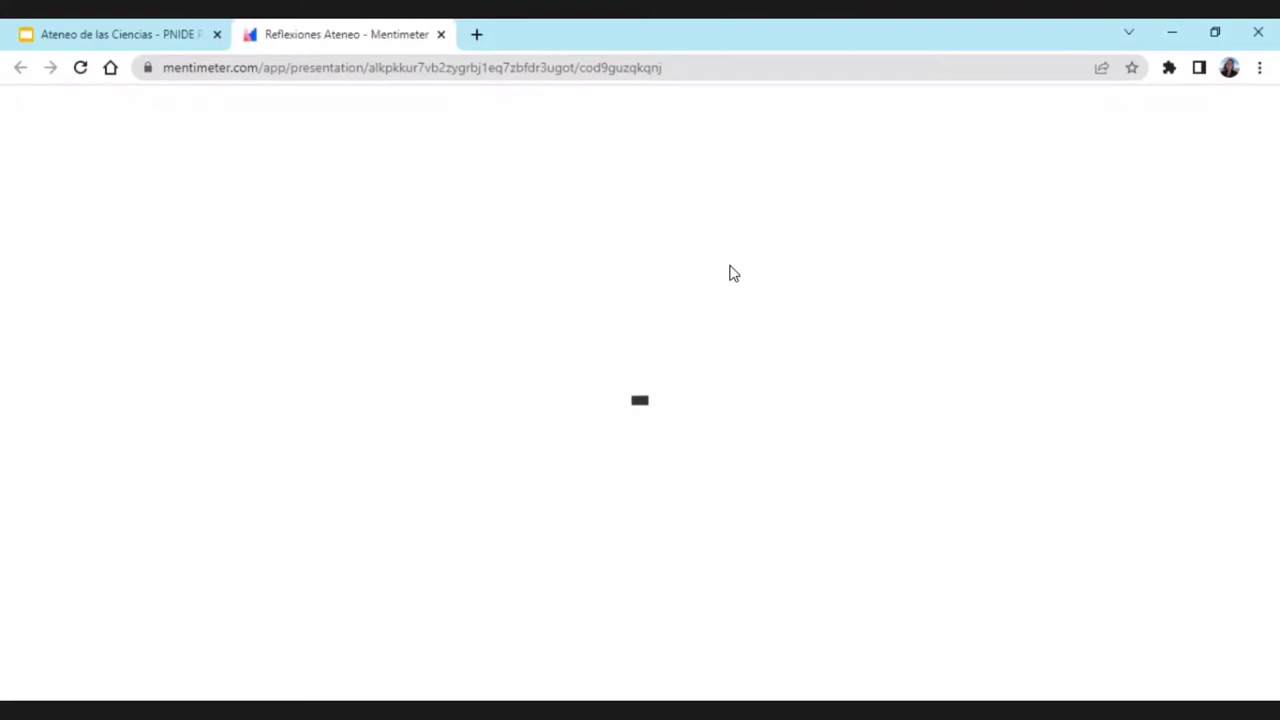 Ateneo de las Ciencias - PNIDE
Reflexiones Ateneo - Mentimeter
mentimeter.com/app/presentation/alkpkkur7vb2zygrbj1eq7zbfdr3ugot/cod9guzqkqnj